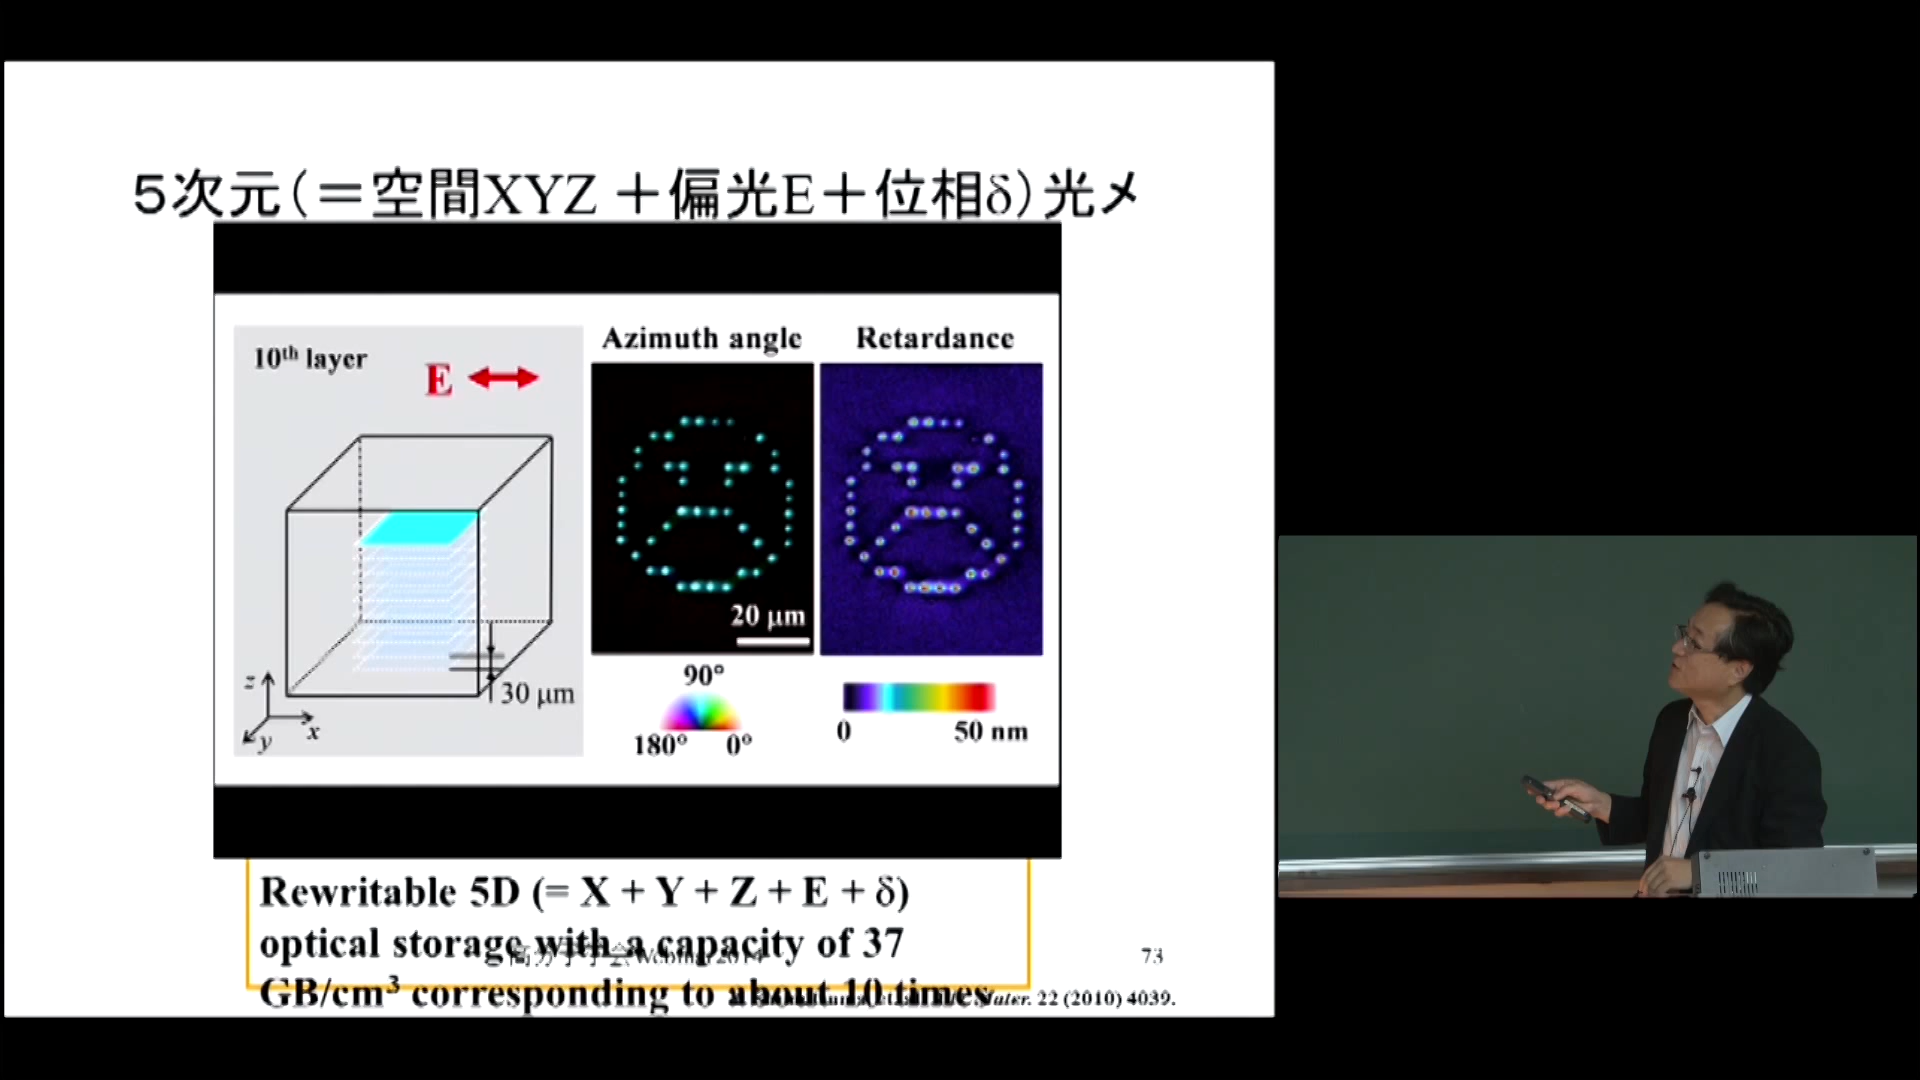 5次元(=空間XYZ+偏光E+位相δ)光メ
10th layer
E
z
x
y
30 μm
Azimuth angle
20 μm
90°
180°
0°
Retardance
0
50 nm
Rewritable 5D (= X + Y + Z + E + δ)
optical storage with a capacity of 37
GB/cm³ corresponding to about 10 times
Webinar2014
73
22 (2010) 4039.